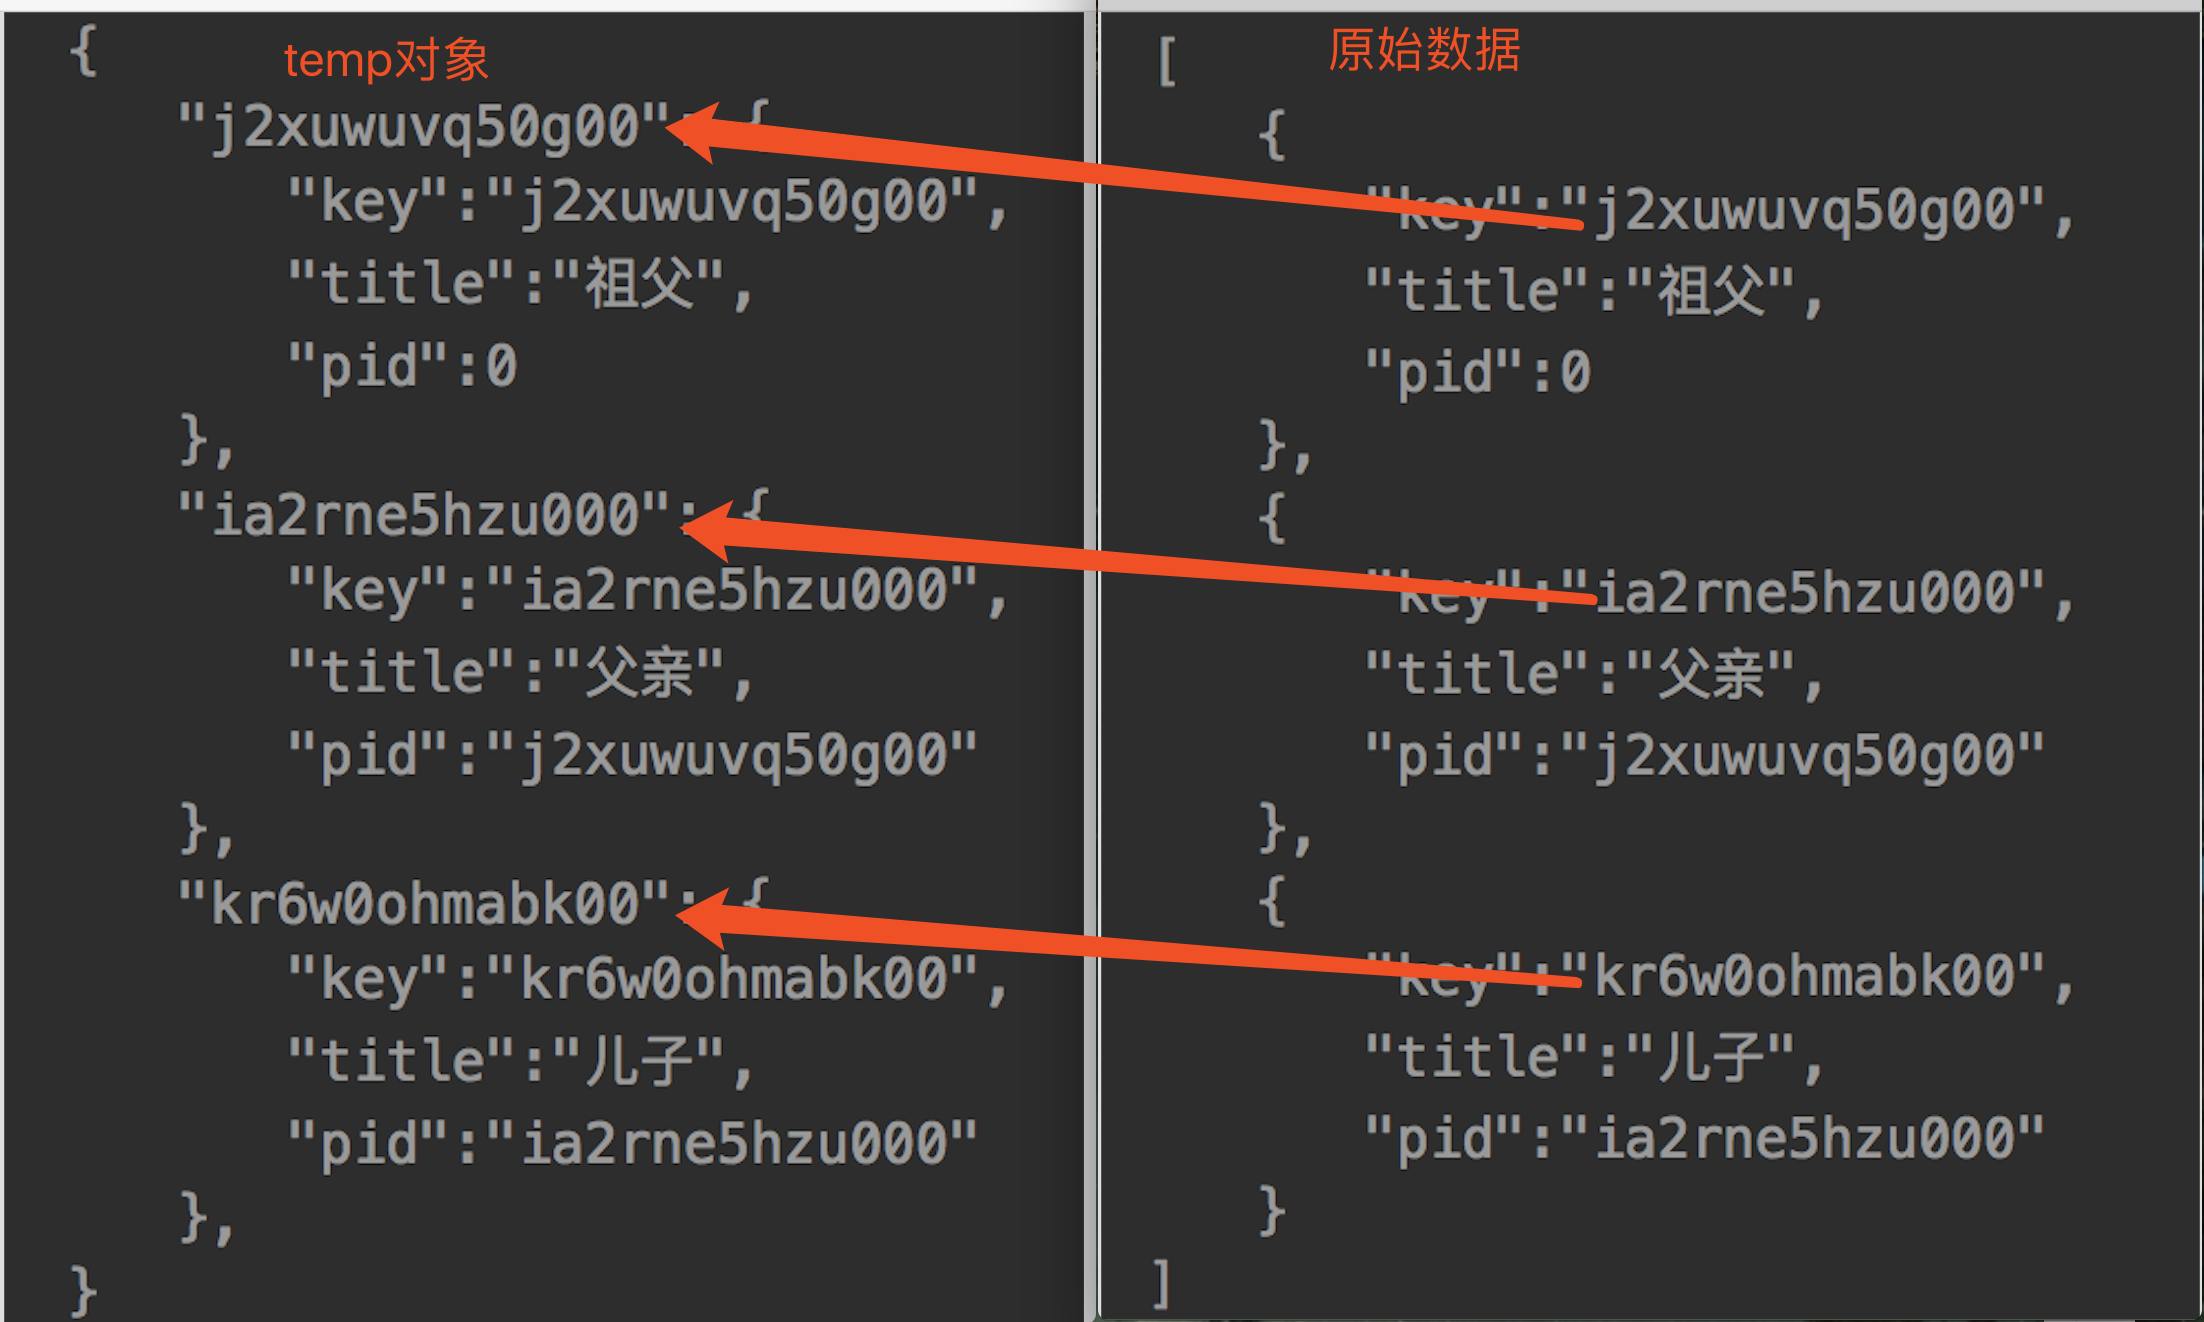 temp对象
{
"j2xuwuvq50g00": {
"key":"j2xuwuvq50g00",
"title":"祖父",
"pid":0
},
"ia2rne5hzu000": {
"key":"ia2rne5hzu000",
"title":"父亲",
"pid":"j2xuwuvq50g00"
},
"kr6w0ohmabk00": {
"key":"kr6w0ohmabk00",
"title":"儿子",
"pid":"ia2rne5hzu000"
},
}
原始数据
[
{
"key":"j2xuwuvq50g00",
"title":"祖父",
"pid":0
},
{
"key":"ia2rne5hzu000",
"title":"父亲",
"pid":"j2xuwuvq50g00"
},
{
"key":"kr6w0ohmabk00",
"title":"儿子",
"pid":"ia2rne5hzu000"
}
]